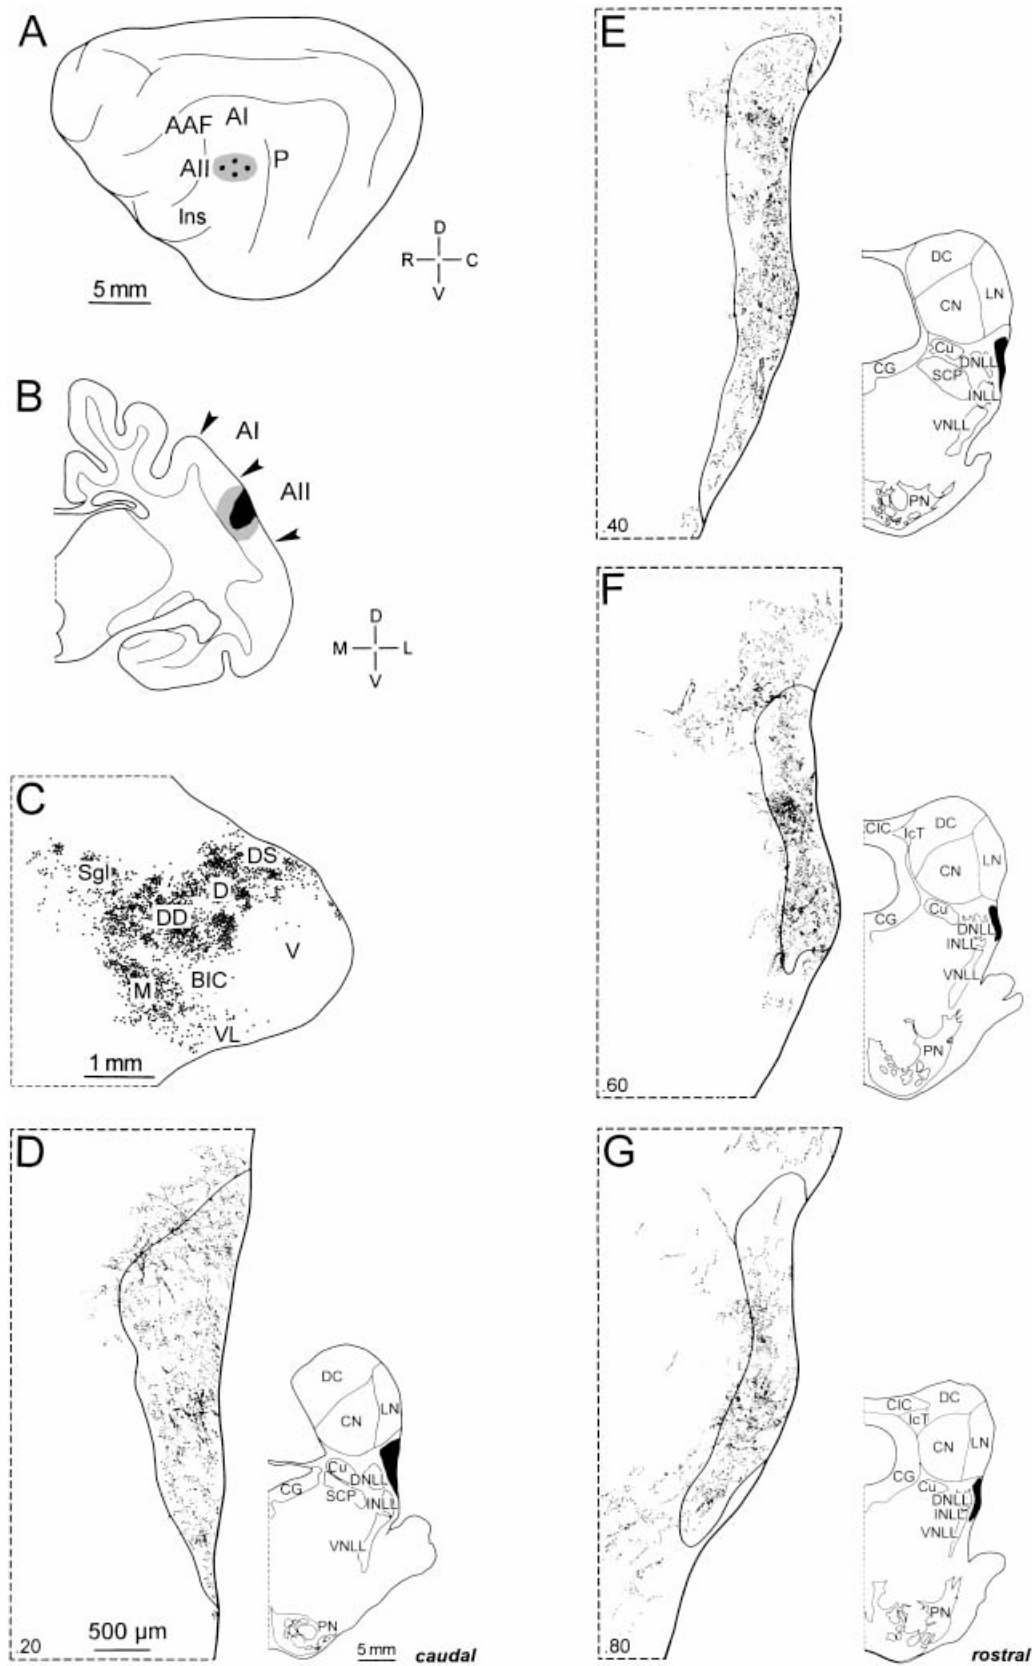 A
AAF
AI
AII
P
Ins
D
R
C
V
5 mm
B
AI
AII
D
M
L
V
C
Sgl
DS
D
DD
V
BIC
M
VL
1 mm
D
.20
500 µm
DC
CN
LN
Cu
CG
SCP
DNLL
INLL
VNLL
PN
5 mm
caudal
E
.40
DC
LN
CN
Cu
CG
SCP
DNLL
INLL
VNLL
PN
F
.60
CIC
IcT
DC
LN
CN
Cu
CG
DNLL
INLL
VNLL
PN
G
.80
CIC
IcT
DC
CN
LN
CG
Cu
DNLL
INLL
VNLL
PN
rostral